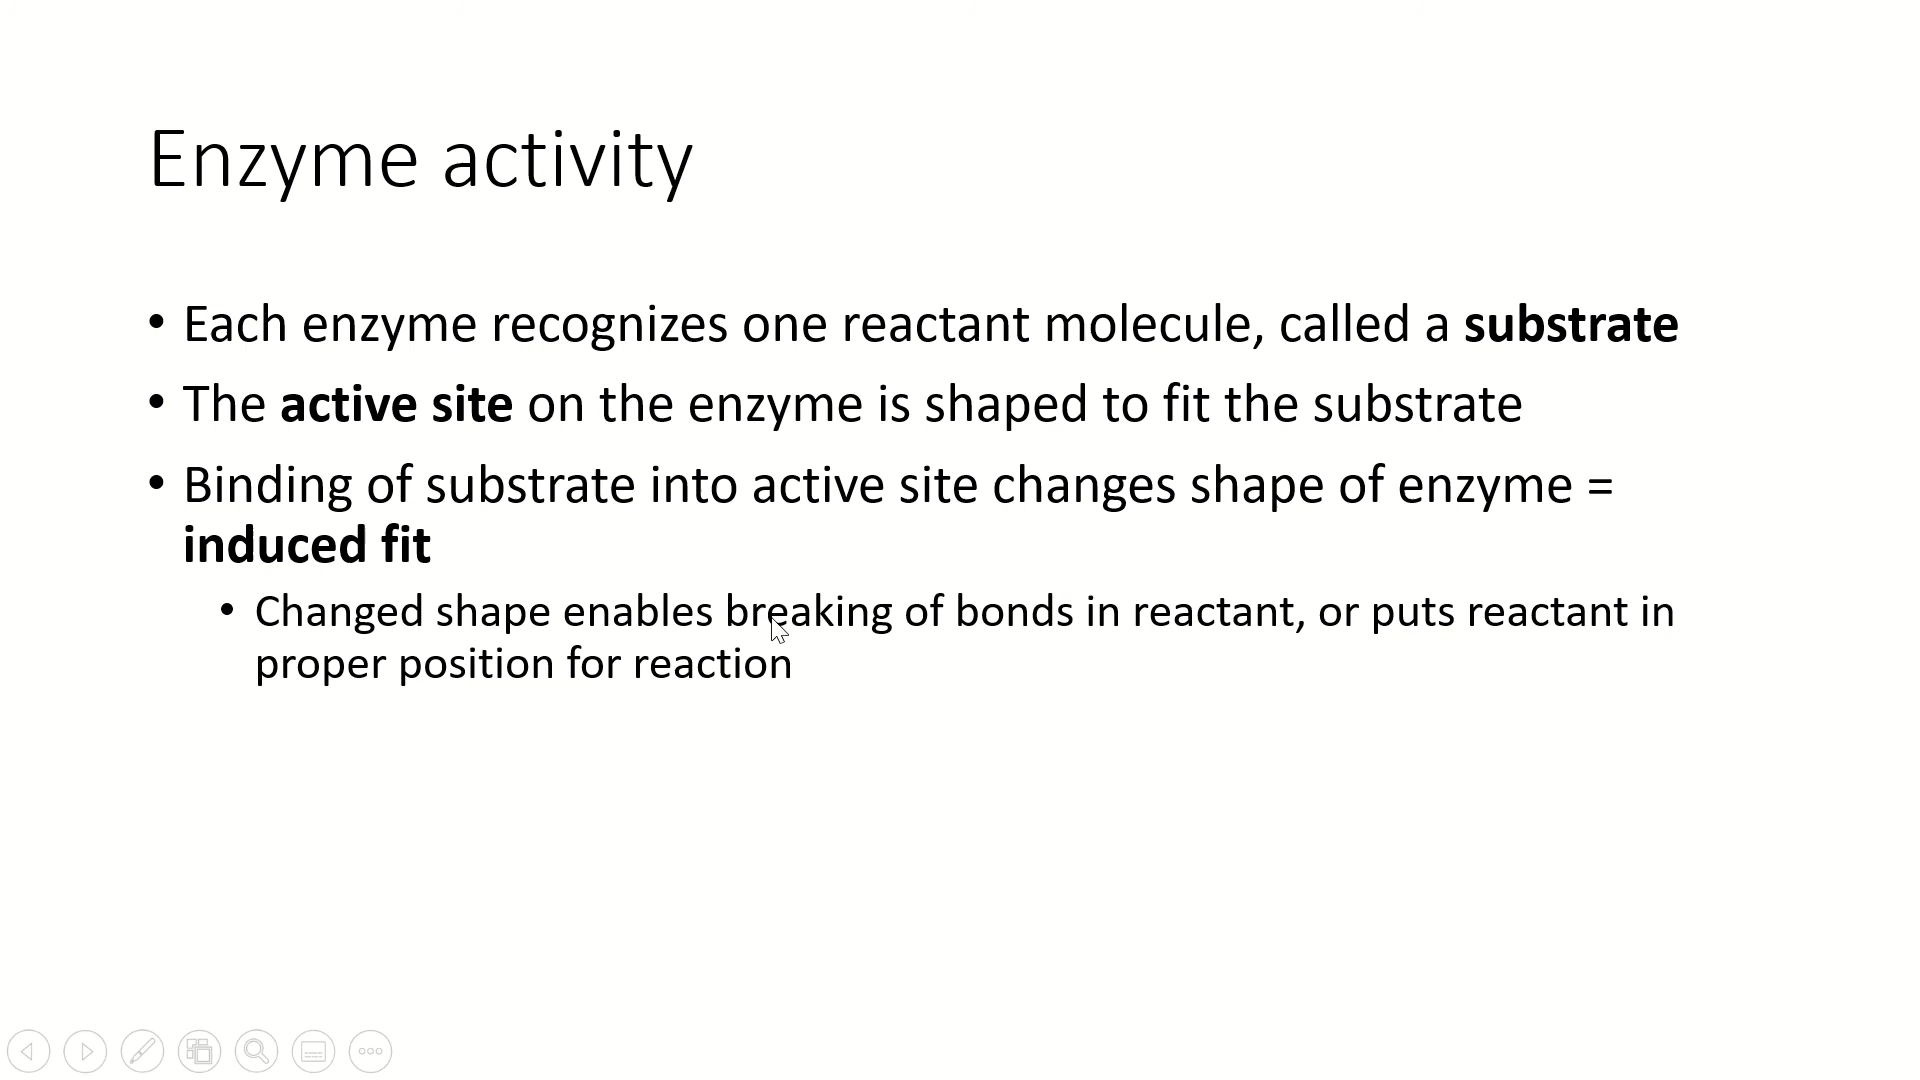 Enzyme activity
• Each enzyme recognizes one reactant molecule, called a substrate
• The active site on the enzyme is shaped to fit the substrate
• Binding of substrate into active site changes shape of enzyme =
induced fit
• Changed shape enables breaking of bonds in reactant, or puts reactant in
proper position for reaction